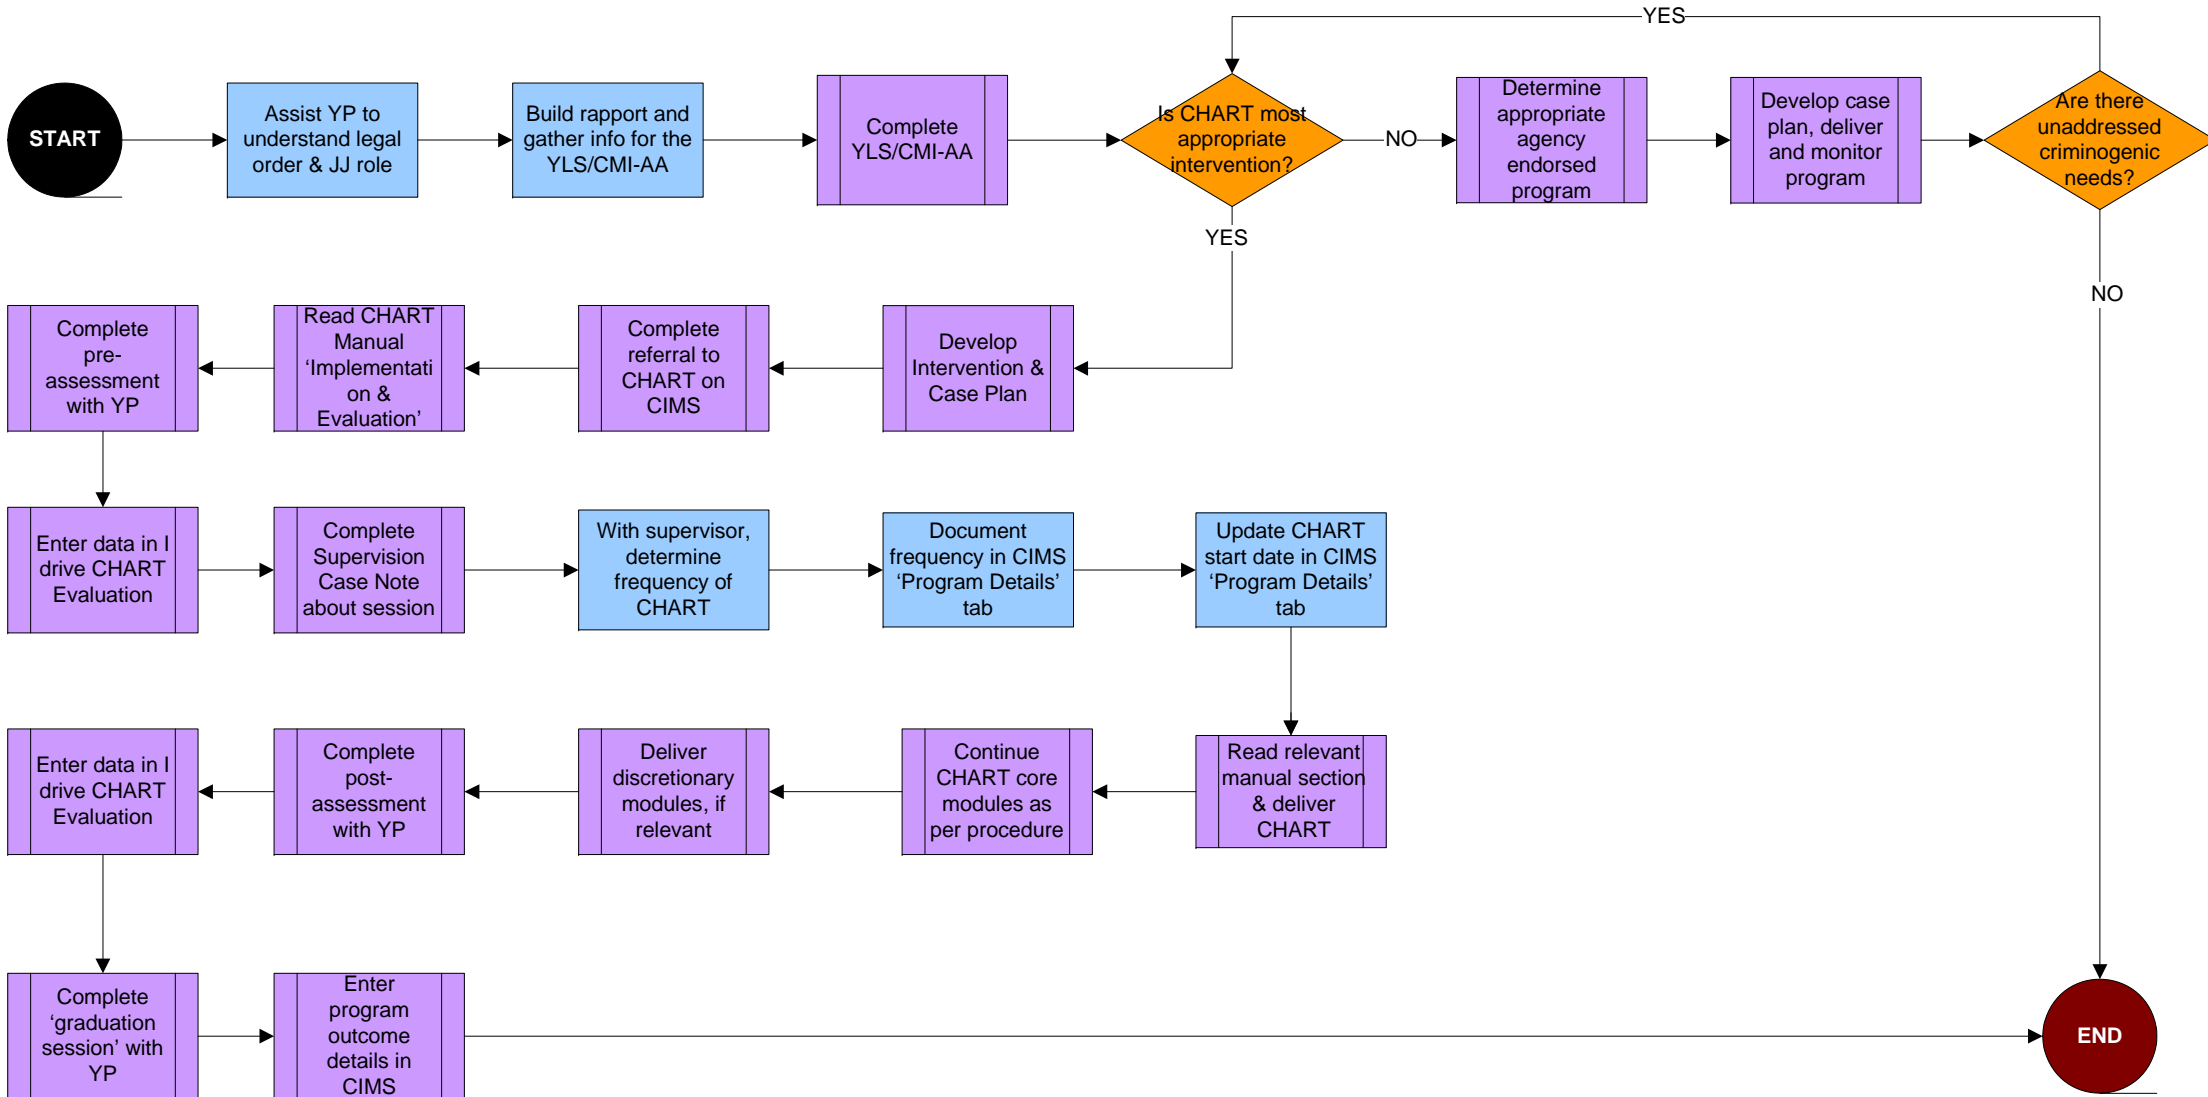 YES
START
Assist YP to
understand legal
order & JJ role
Build rapport and
gather info for the
YLS/CMI-AA
Complete
YLS/CMI-AA
Is CHART most
appropriate
intervention?
NO
Determine
appropriate
agency
endorsed
program
Develop case
plan, deliver
and monitor
program
Are there
unaddressed
criminogenic
needs?
YES
NO
Complete
pre-
assessment
with YP
Read CHART
Manual
‘Implementati
on &
Evaluation’
Complete
referral to
CHART on
CIMS
Develop
Intervention &
Case Plan
Enter data in I
drive CHART
Evaluation
Complete
Supervision
Case Note
about session
With supervisor,
determine
frequency of
CHART
Document
frequency in CIMS
‘Program Details’
tab
Update CHART
start date in CIMS
‘Program Details’
tab
Enter data in I
drive CHART
Evaluation
Complete
post-
assessment
with YP
Deliver
discretionary
modules, if
relevant
Continue
CHART core
modules as
per procedure
Read relevant
manual section
& deliver
CHART
Complete
‘graduation
session’ with
YP
Enter
program
outcome
details in
CIMS
END